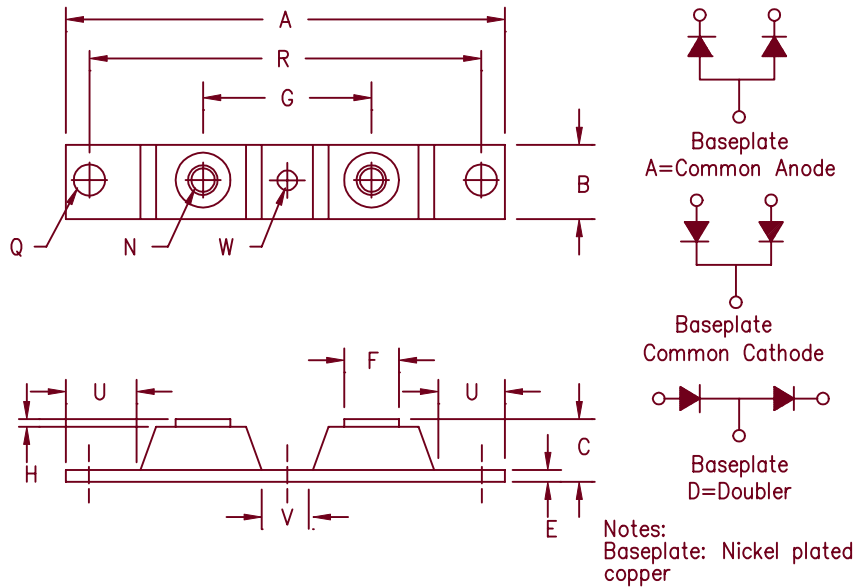 A
R
G
B
Q
N
W
U
F
U
H
C
V
E
Baseplate
A=Common Anode
Baseplate
Common Cathode
Baseplate
D=Doubler
Notes:
Baseplate: Nickel plated
copper